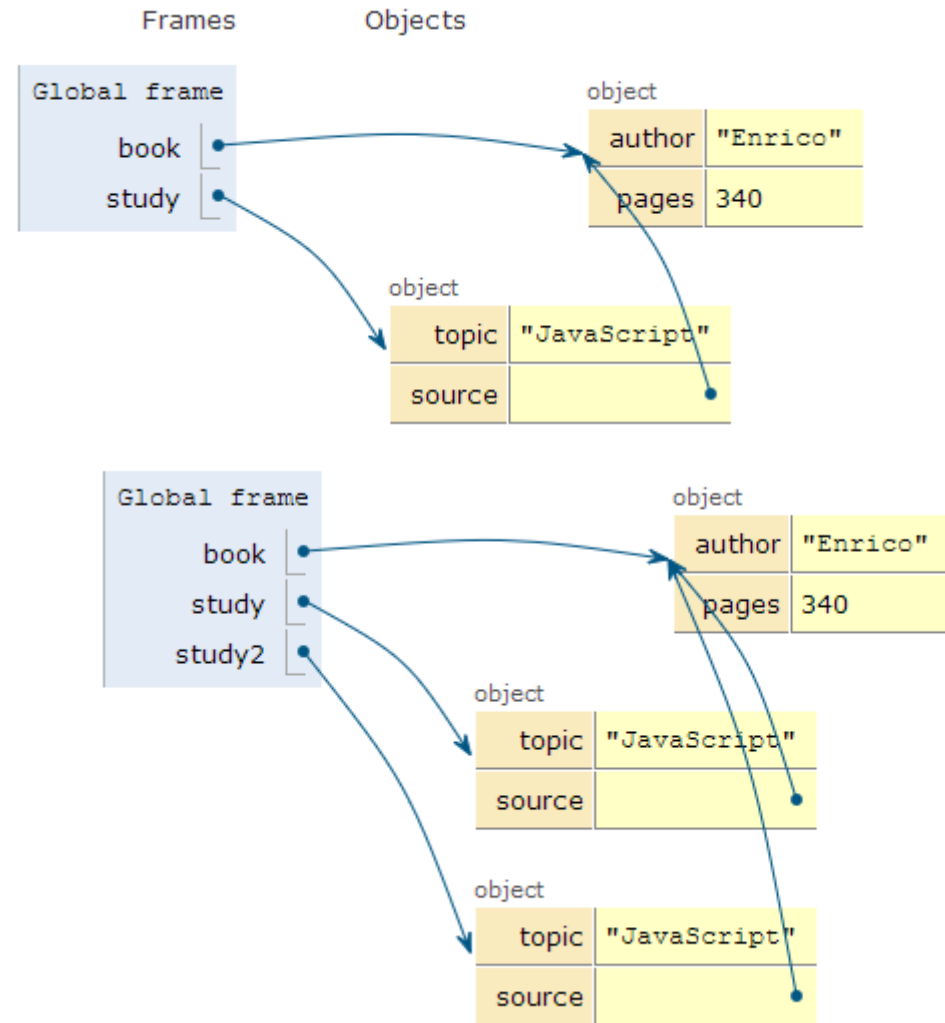 Frames Objects
Global frame
object
book
author "Enrico"
study
pages 340
object
topic "JavaScript"
source
Global frame
object
book
author "Enrico"
study
pages 340
study2
object
topic "JavaScript"
source
object
topic "JavaScript"
source